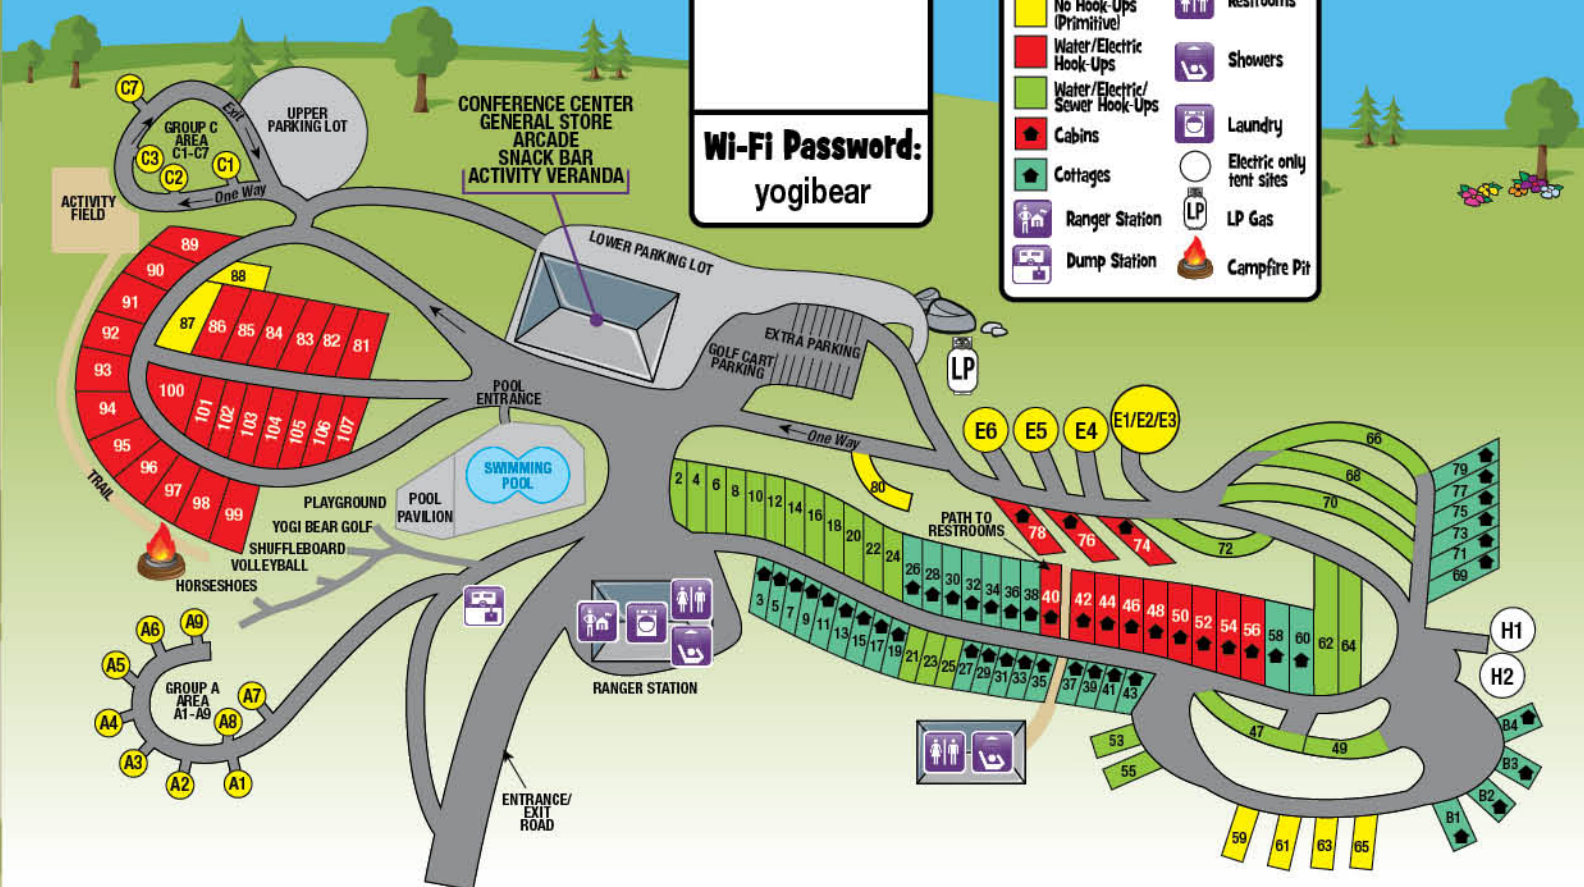 No Hook-Ups
(Primitive)
Restrooms
Water/Electric
Hook-Ups
Showers
Water/Electric/
Sewer Hook-Ups
Laundry
Cabins
Electric only
tent sites
Cottages
Ranger Station
LP
LP Gas
Dump Station
Campfire Pit
Wi-Fi Password:
yogibear
C7
Exit
UPPER
PARKING LOT
GROUP C
AREA
C1-C7
C3
C2
C1
One Way
ACTIVITY
FIELD
CONFERENCE CENTER
GENERAL STORE
ARCADE
SNACK BAR
ACTIVITY VERANDA
LOWER PARKING LOT
EXTRA PARKING
GOLF CART
PARKING
LP
89
90
91
92
93
94
95
96
97
98
99
88
87
86
85
84
83
82
81
100
101
102
103
104
105
106
107
TRAIL
POOL
ENTRANCE
SWIMMING
POOL
POOL
PAVILION
PLAYGROUND
YOGI BEAR GOLF
SHUFFLEBOARD
VOLLEYBALL
HORSESHOES
One Way
E6
E5
E4
E1/E2/E3
80
PATH TO
RESTROOMS
78
76
74
72
66
68
70
79
77
75
73
71
69
2
4
6
8
10
12
14
16
18
20
22
24
26
28
30
32
34
36
38
40
42
44
46
48
50
52
54
56
58
60
62
64
3
5
7
9
11
13
15
17
19
21
23
25
27
29
31
33
35
37
39
41
43
H1
H2
47
49
53
55
59
61
63
65
B4
B3
B2
B1
A9
A6
A5
A4
A3
A2
A1
A7
A8
GROUP A
AREA
A1-A9
RANGER STATION
ENTRANCE/
EXIT
ROAD